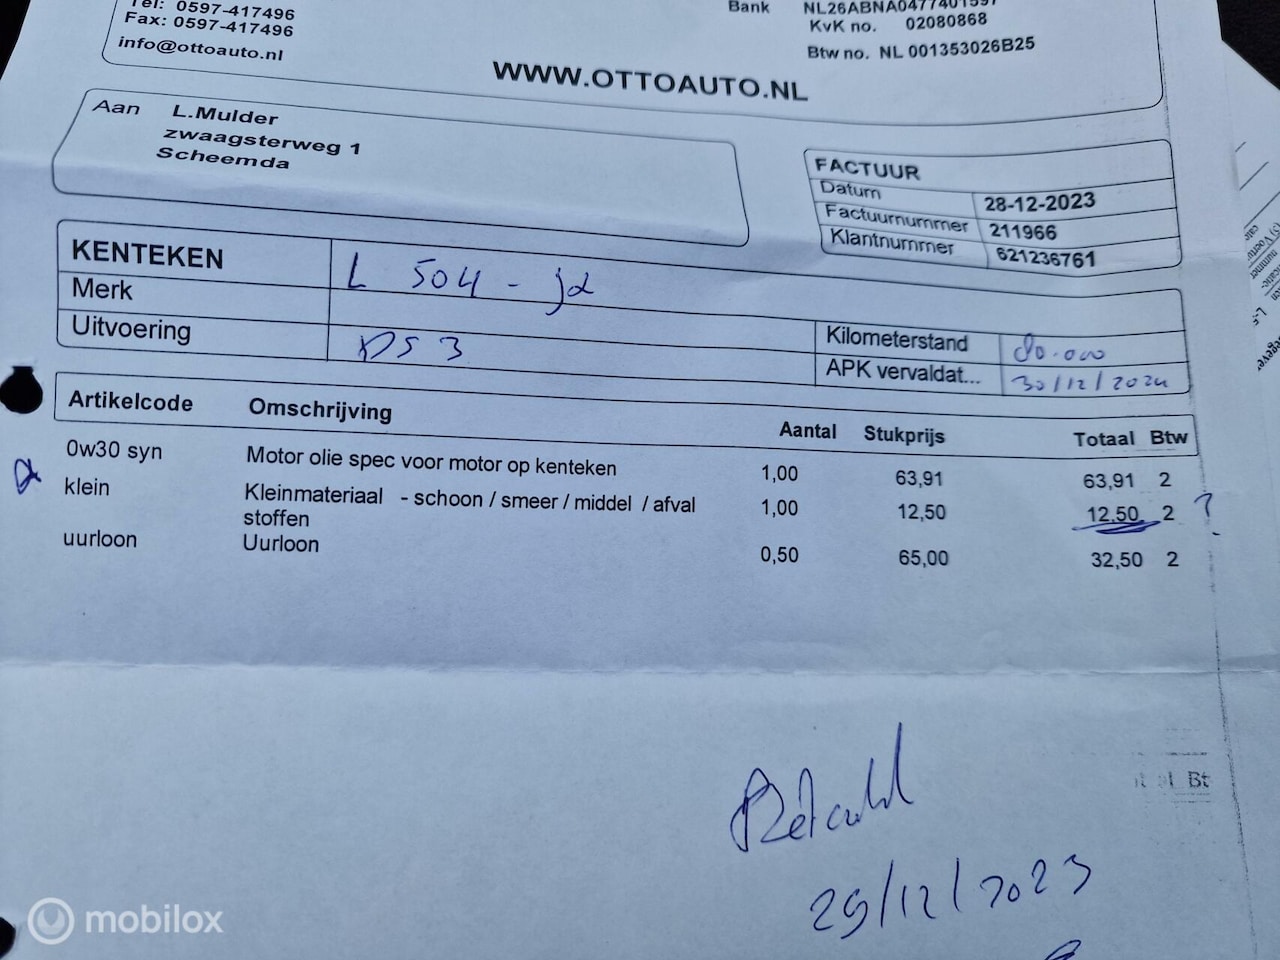 Tel: 0597-417496
Fax: 0597-417496
info@ottoauto.nl
Bank NL26ABNA0477401597
KvK no. 02080868
Btw no. NL 001353026B25
WWW.OTTOAUTO.NL
Aan L.Mulder
zwaagsterweg 1
Scheemda
FACTUUR
Datum 28-12-2023
Factuurnummer 211966
Klantnummer 621236761
KENTEKEN L 504 - jd
Merk
Uitvoering DS 3
Kilometerstand 80.000
APK vervaldat... 30/12/2024
Artikelcode Omschrijving Aantal Stukprijs Totaal Btw
0w30 syn Motor olie spec voor motor op kenteken 1,00 63,91 63,91 2
klein Kleinmateriaal - schoon / smeer / middel / afval 1,00 12,50 12,50 2 ?
stoffen
uurloon Uurloon 0,50 65,00 32,50 2
Betaald
29/12/2023
mobilox